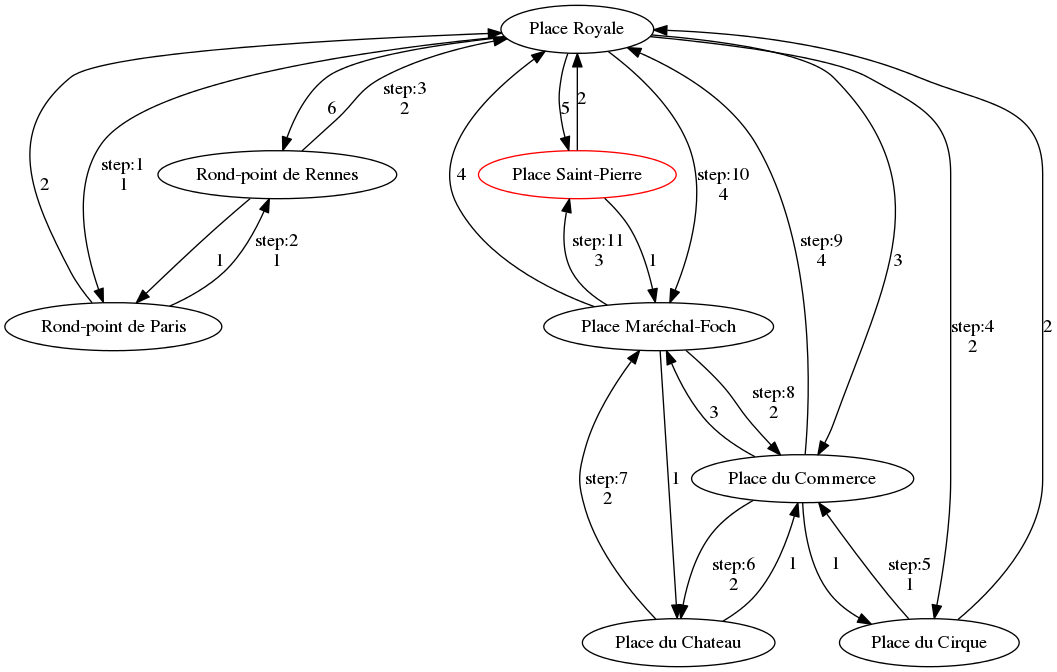 Place Royale
6
step:3
2
5
2
step:1
1
2
4
Rond-point de Rennes
Place Saint-Pierre
step:10
4
step:2
1
1
step:11
3
1
step:9
4
3
Rond-point de Paris
Place Maréchal-Foch
step:4
2
2
step:8
2
3
step:7
2
1
Place du Commerce
step:6
2
1
1
step:5
1
Place du Chateau
Place du Cirque